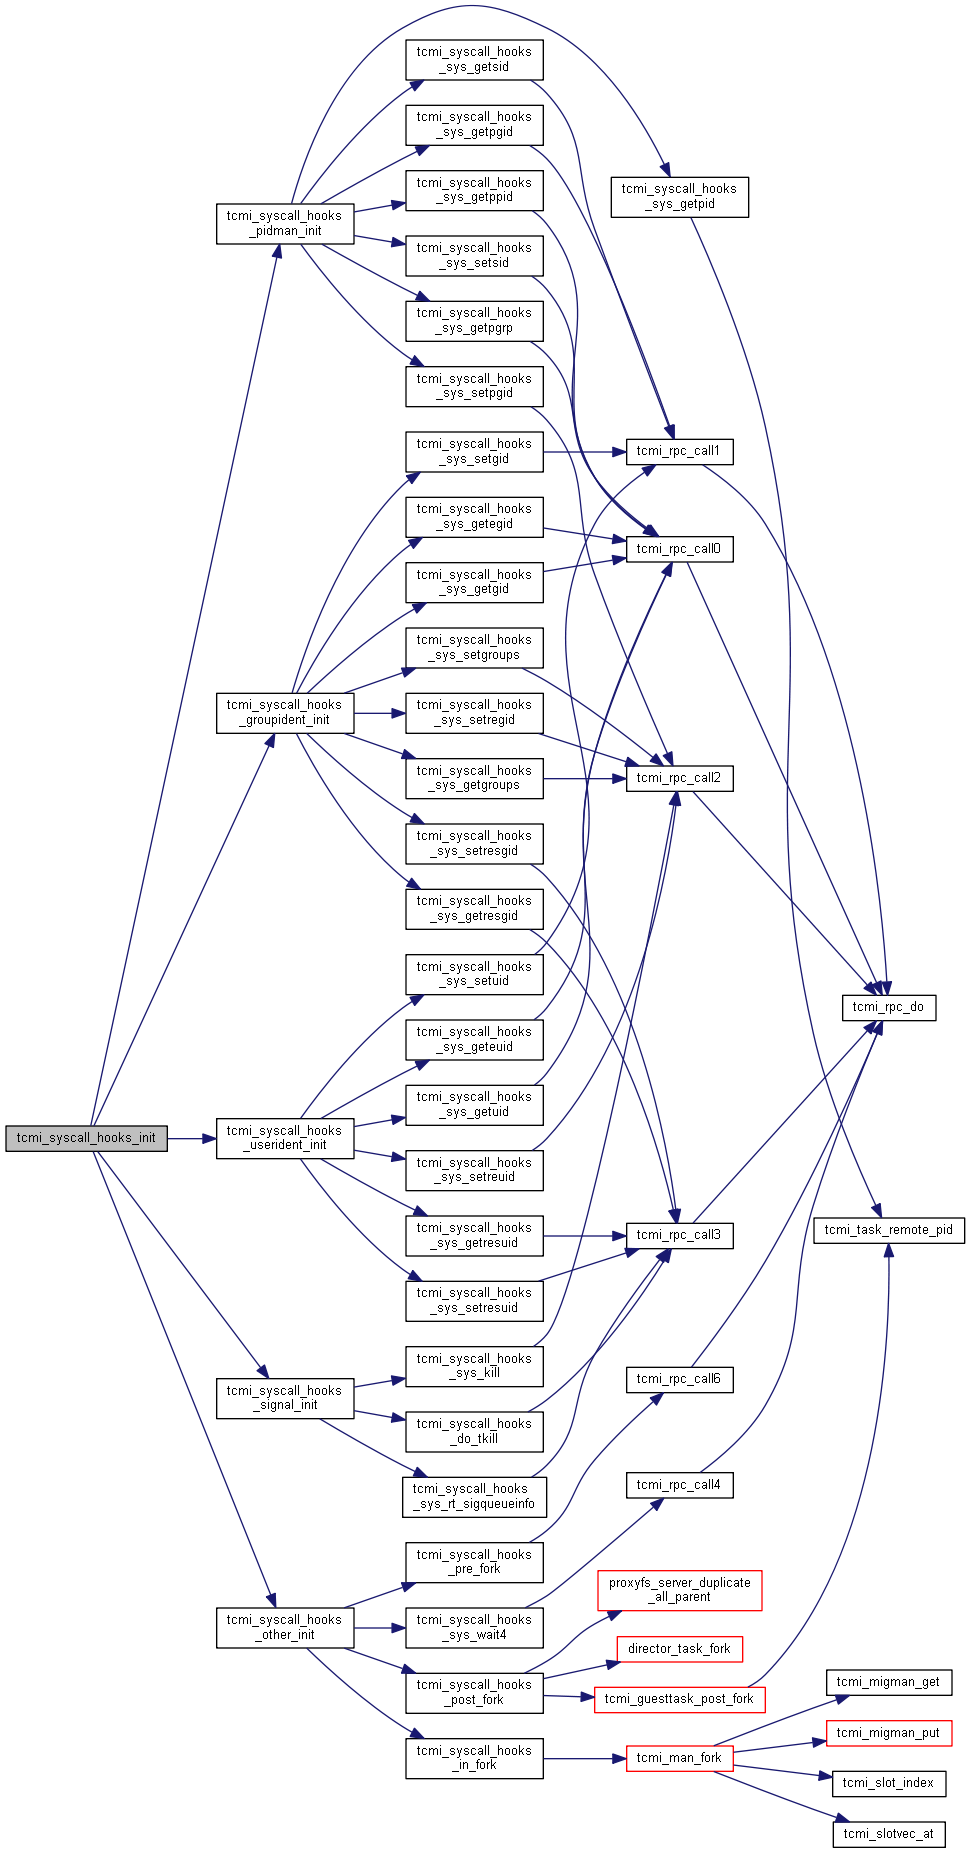 tcmi_syscall_hooks_init
tcmi_syscall_hooks
_pidman_init
tcmi_syscall_hooks
_groupident_init
tcmi_syscall_hooks
_userident_init
tcmi_syscall_hooks
_signal_init
tcmi_syscall_hooks
_other_init
tcmi_syscall_hooks
_sys_getsid
tcmi_syscall_hooks
_sys_getpgid
tcmi_syscall_hooks
_sys_getppid
tcmi_syscall_hooks
_sys_setsid
tcmi_syscall_hooks
_sys_getpgrp
tcmi_syscall_hooks
_sys_setpgid
tcmi_syscall_hooks
_sys_setgid
tcmi_syscall_hooks
_sys_getegid
tcmi_syscall_hooks
_sys_getgid
tcmi_syscall_hooks
_sys_setgroups
tcmi_syscall_hooks
_sys_setregid
tcmi_syscall_hooks
_sys_getgroups
tcmi_syscall_hooks
_sys_setresgid
tcmi_syscall_hooks
_sys_getresgid
tcmi_syscall_hooks
_sys_setuid
tcmi_syscall_hooks
_sys_geteuid
tcmi_syscall_hooks
_sys_getuid
tcmi_syscall_hooks
_sys_setreuid
tcmi_syscall_hooks
_sys_getresuid
tcmi_syscall_hooks
_sys_setresuid
tcmi_syscall_hooks
_sys_kill
tcmi_syscall_hooks
_do_tkill
tcmi_syscall_hooks
_sys_rt_sigqueueinfo
tcmi_syscall_hooks
_pre_fork
tcmi_syscall_hooks
_sys_wait4
tcmi_syscall_hooks
_post_fork
tcmi_syscall_hooks
_in_fork
tcmi_syscall_hooks
_sys_getpid
tcmi_rpc_call1
tcmi_rpc_call0
tcmi_rpc_call2
tcmi_rpc_call3
tcmi_rpc_call6
tcmi_rpc_call4
proxyfs_server_duplicate
_all_parent
director_task_fork
tcmi_guesttask_post_fork
tcmi_man_fork
tcmi_rpc_do
tcmi_task_remote_pid
tcmi_migman_get
tcmi_migman_put
tcmi_slot_index
tcmi_slotvec_at